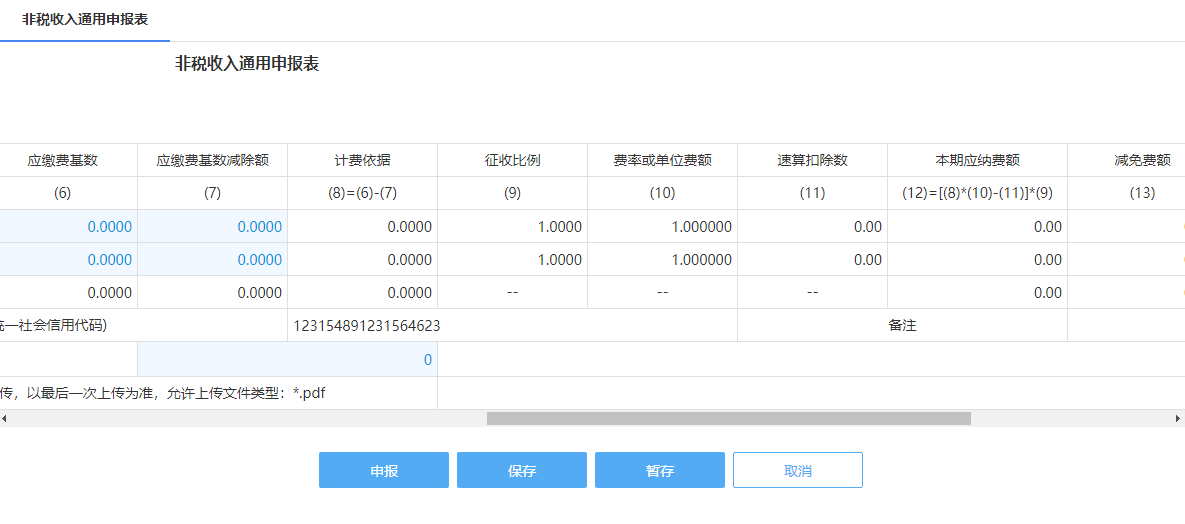 非税收入通用申报表
非税收入通用申报表
应缴费基数 应缴费基数减除额 计费依据 征收比例 费率或单位费额 速算扣除数 本期应纳费额 减免费额
(6) (7) (8)=(6)-(7) (9) (10) (11) (12)=[(8)*(10)-(11)]*(9) (13)
0.0000 0.0000 0.0000 1.0000 1.000000 0.00 0.00
0.0000 0.0000 0.0000 1.0000 1.000000 0.00 0.00
0.0000 0.0000 0.0000 -- -- -- 0.00
一社会信用代码) 123154891231564623 备注
0
传，以最后一次上传为准，允许上传文件类型：*.pdf
申报 保存 暂存 取消